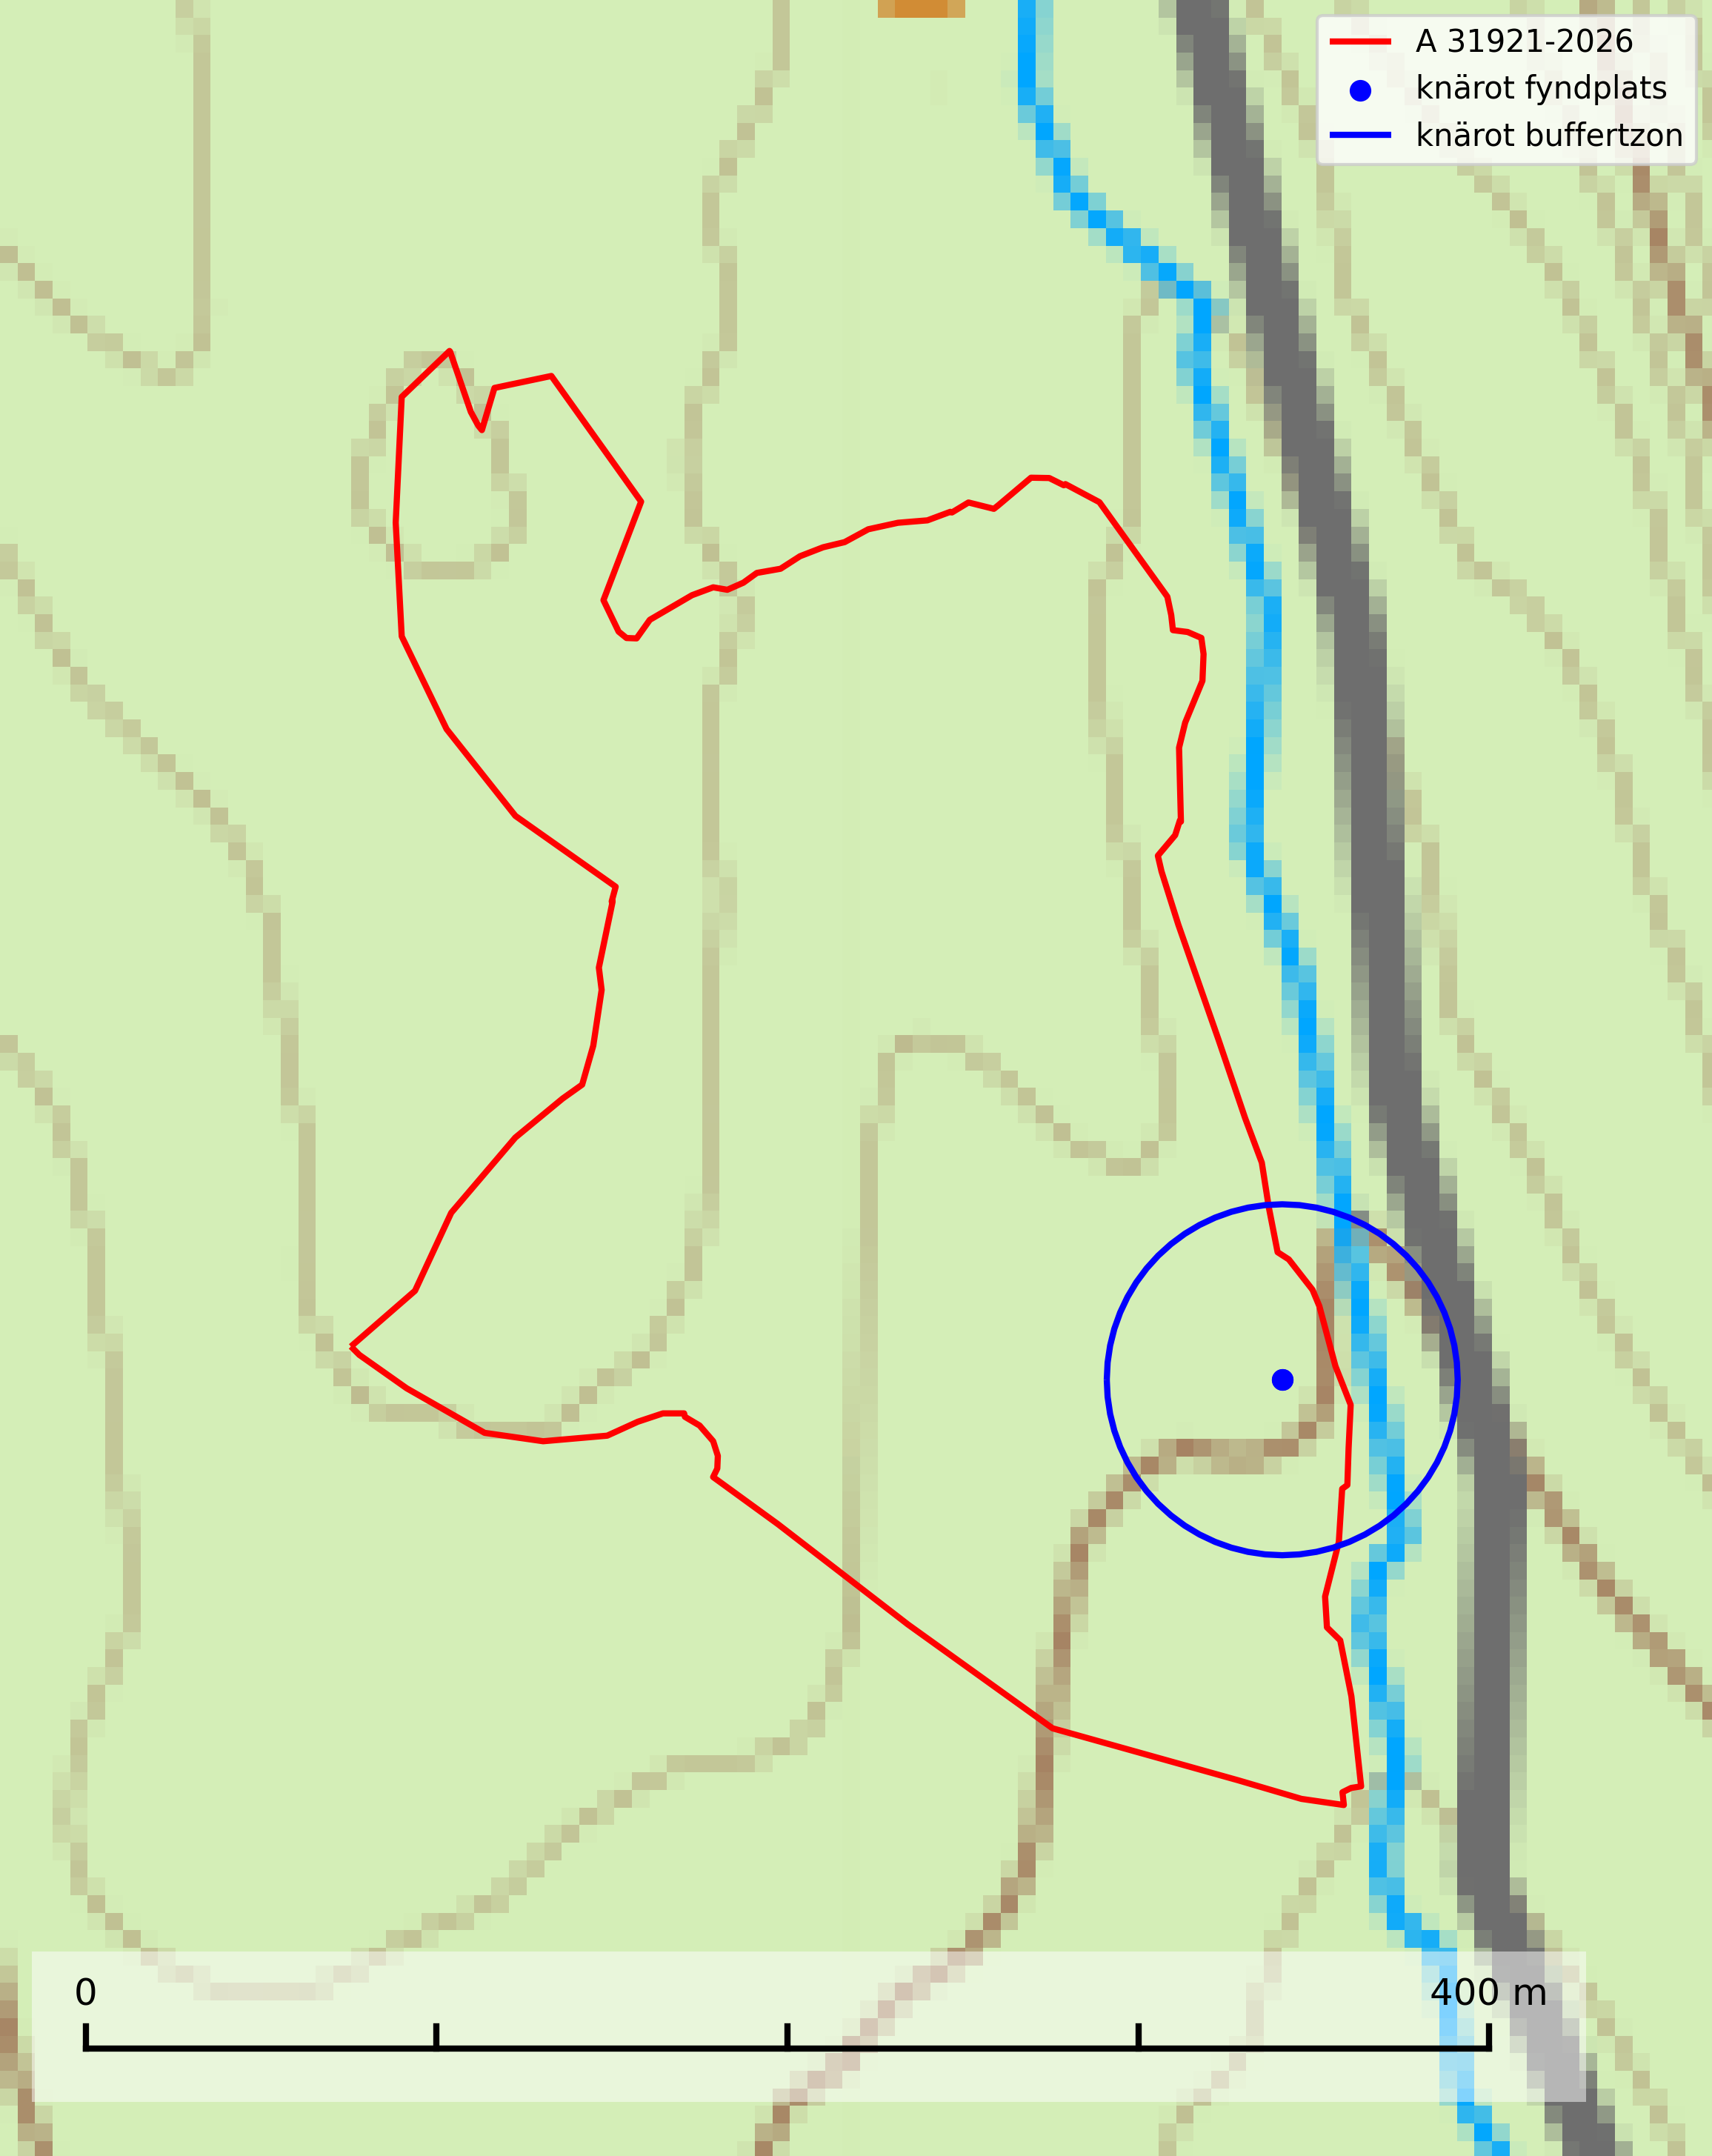 A 31921-2026
knärot fyndplats
knärot buffertzon
0
400 m